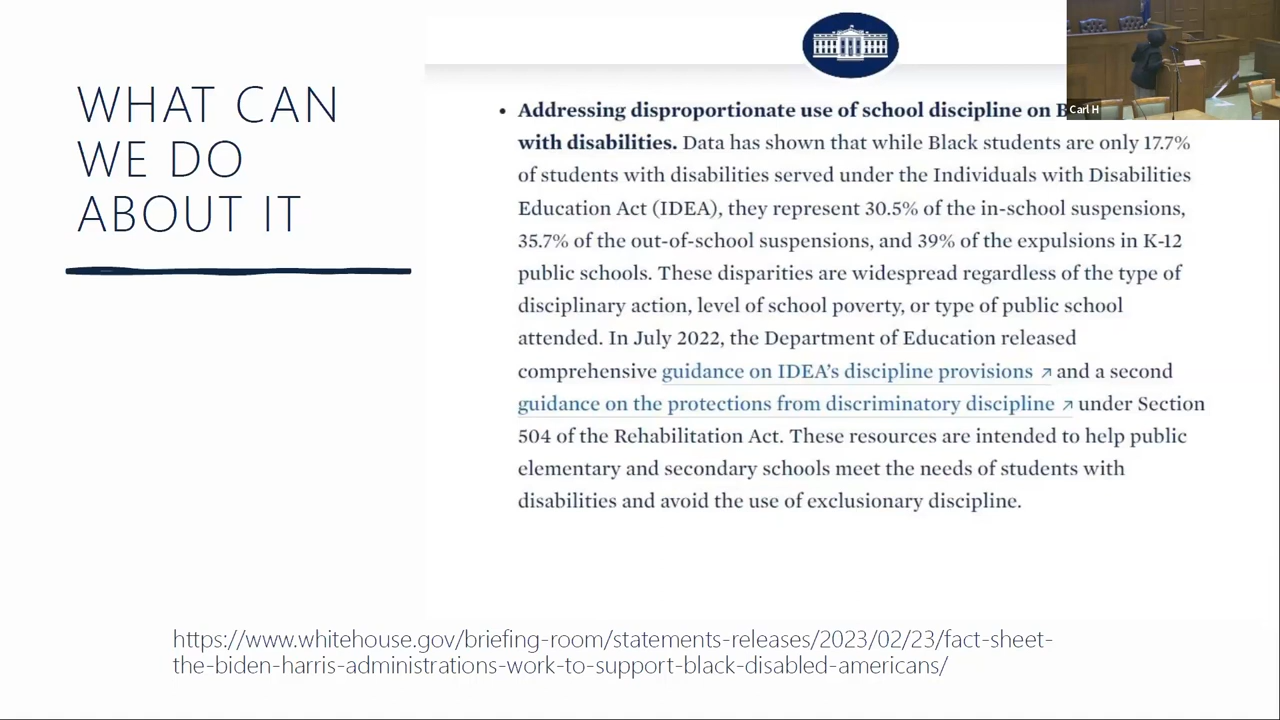 WHAT CAN
WE DO
ABOUT IT
• Addressing disproportionate use of school discipline on
with disabilities. Data has shown that while Black students are only 17.7%
of students with disabilities served under the Individuals with Disabilities
Education Act (IDEA), they represent 30.5% of the in-school suspensions,
35.7% of the out-of-school suspensions, and 39% of the expulsions in K-12
public schools. These disparities are widespread regardless of the type of
disciplinary action, level of school poverty, or type of public school
attended. In July 2022, the Department of Education released
comprehensive guidance on IDEA’s discipline provisions ↗ and a second
guidance on the protections from discriminatory discipline ↗ under Section
504 of the Rehabilitation Act. These resources are intended to help public
elementary and secondary schools meet the needs of students with
disabilities and avoid the use of exclusionary discipline.
https://www.whitehouse.gov/briefing-room/statements-releases/2023/02/23/fact-sheet-
the-biden-harris-administrations-work-to-support-black-disabled-americans/
Carl H